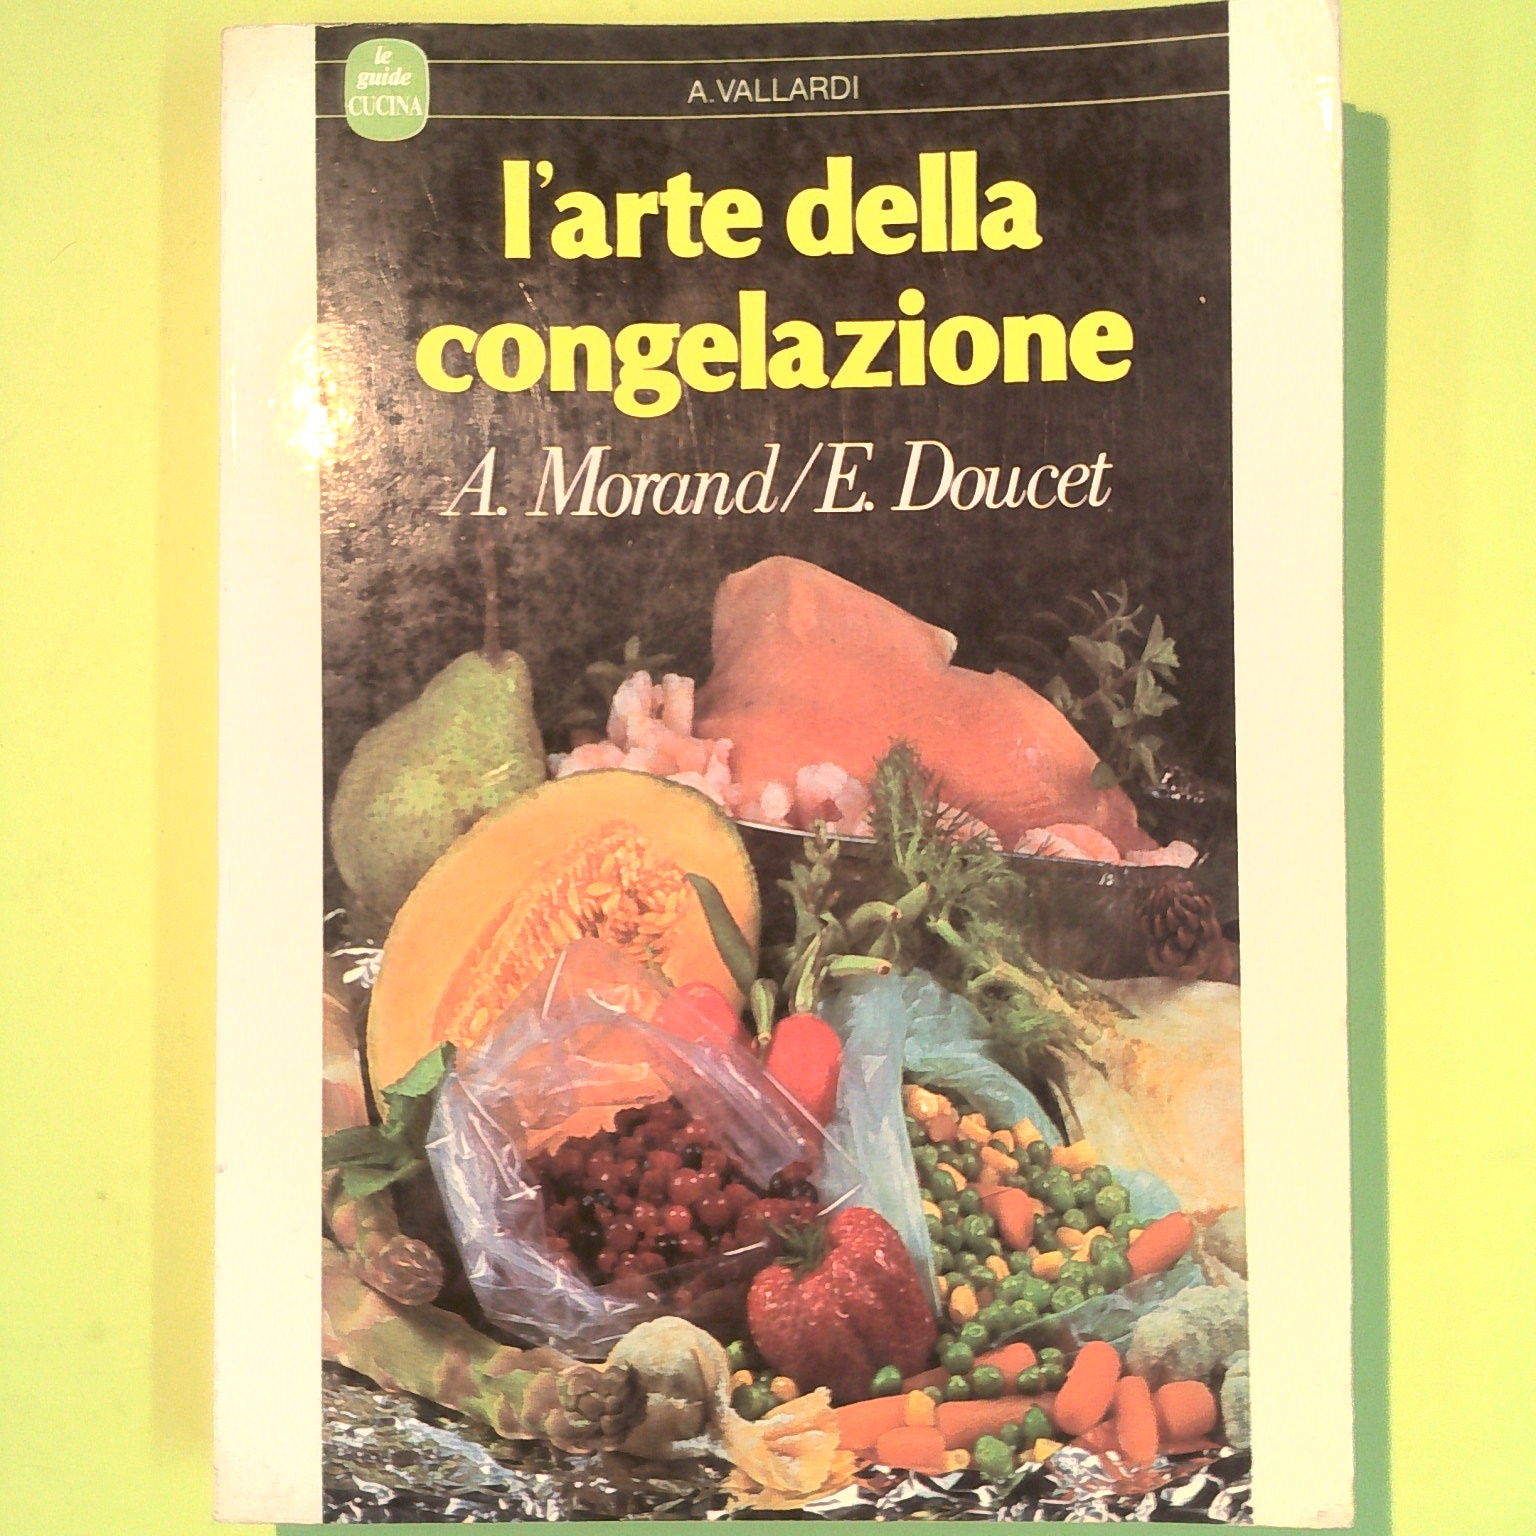 le
guide
CUCINA
A. VALLARDI
l'arte della
congelazione
A. Morand/E. Doucet